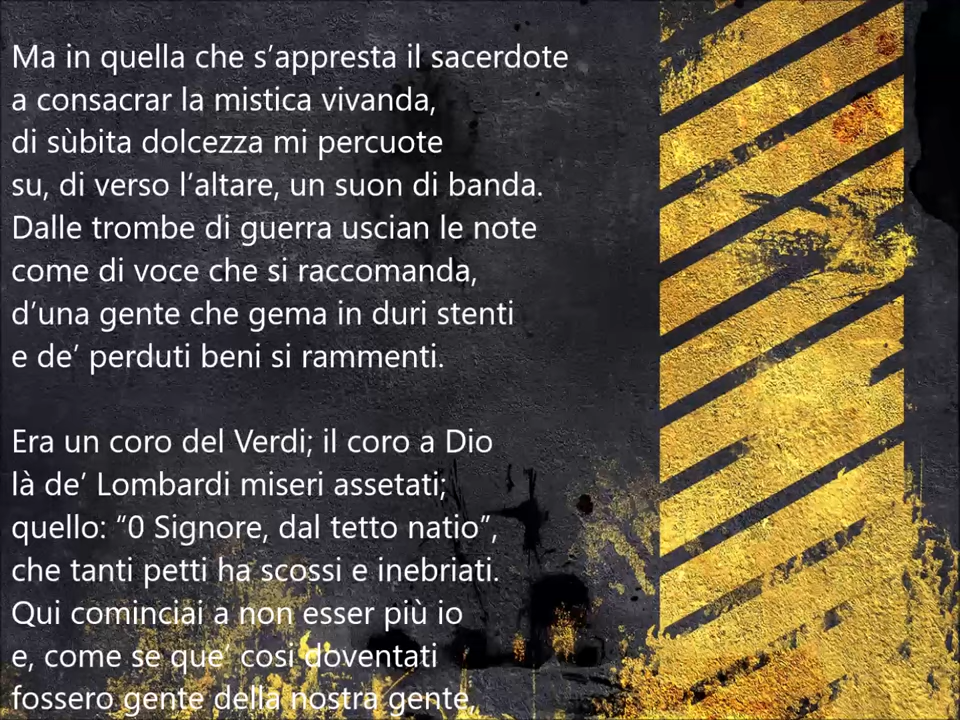 Ma in quella che s’appresta il sacerdote
a consacrar la mistica vivanda,
di sùbita dolcezza mi percuote
su, di verso l’altare, un suon di banda.
Dalle trombe di guerra uscian le note
come di voce che si raccomanda,
d’una gente che gema in duri stenti
e de’ perduti beni si rammenti.
Era un coro del Verdi; il coro a Dio
là de’ Lombardi miseri assetati;
quello: “0 Signore, dal tetto natio”,
che tanti petti ha scossi e inebriati.
Qui cominciai a non esser più io
e, come se que’ cosi doventati
fossero gente della nostra gente,